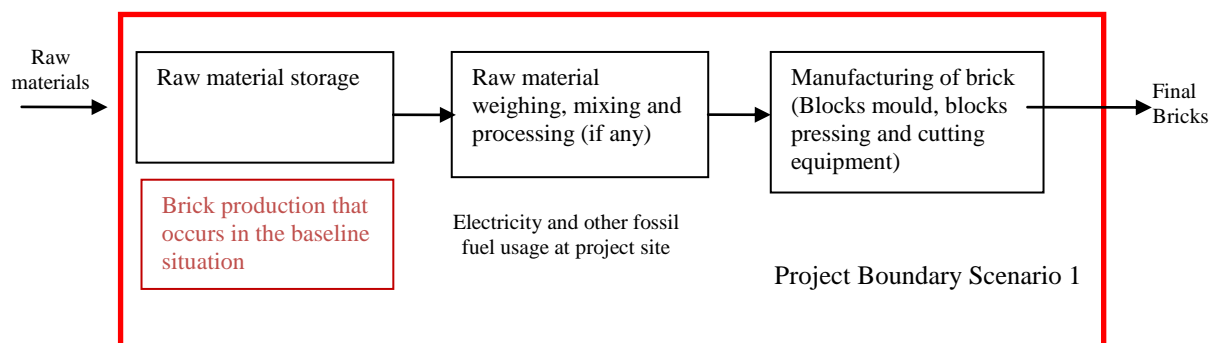 Raw
materials
Raw material storage
Raw material
weighing, mixing and
processing (if any)
Manufacturing of brick
(Blocks mould, blocks
pressing and cutting
equipment)
Final
Bricks
Brick production that
occurs in the baseline
situation
Electricity and other fossil
fuel usage at project site
Project Boundary Scenario 1